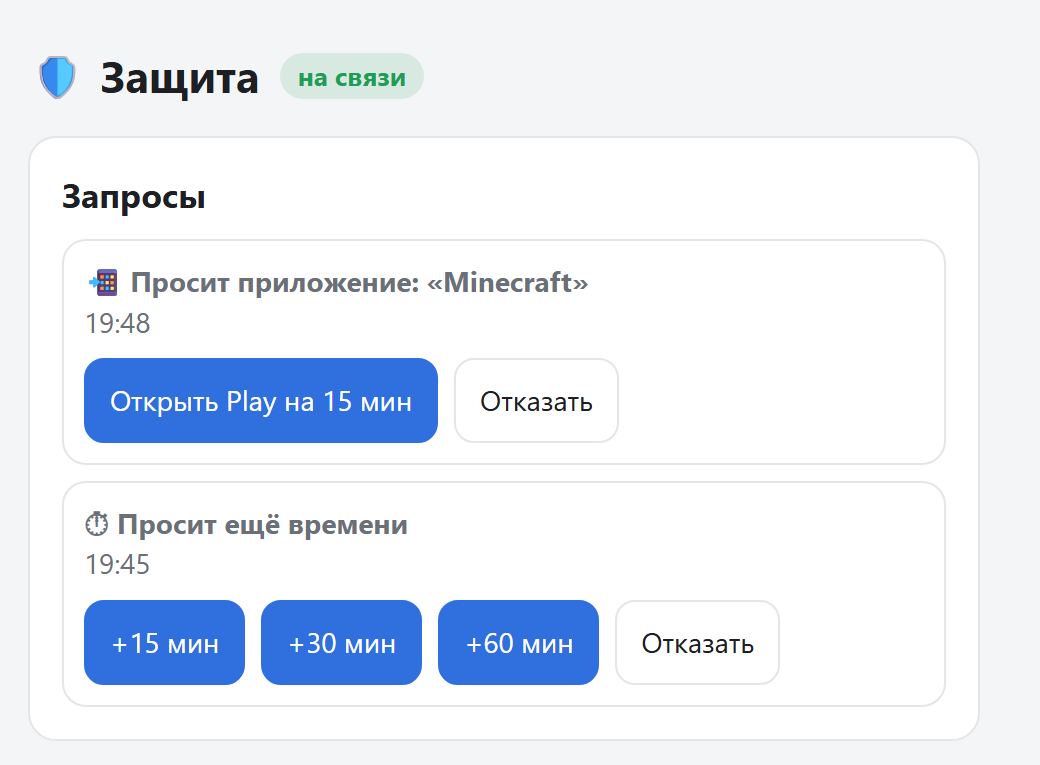 Защита
на связи
Запросы
Просит приложение: «Minecraft»
19:48
Открыть Play на 15 мин
Отказать
Просит ещё времени
19:45
+15 мин
+30 мин
+60 мин
Отказать